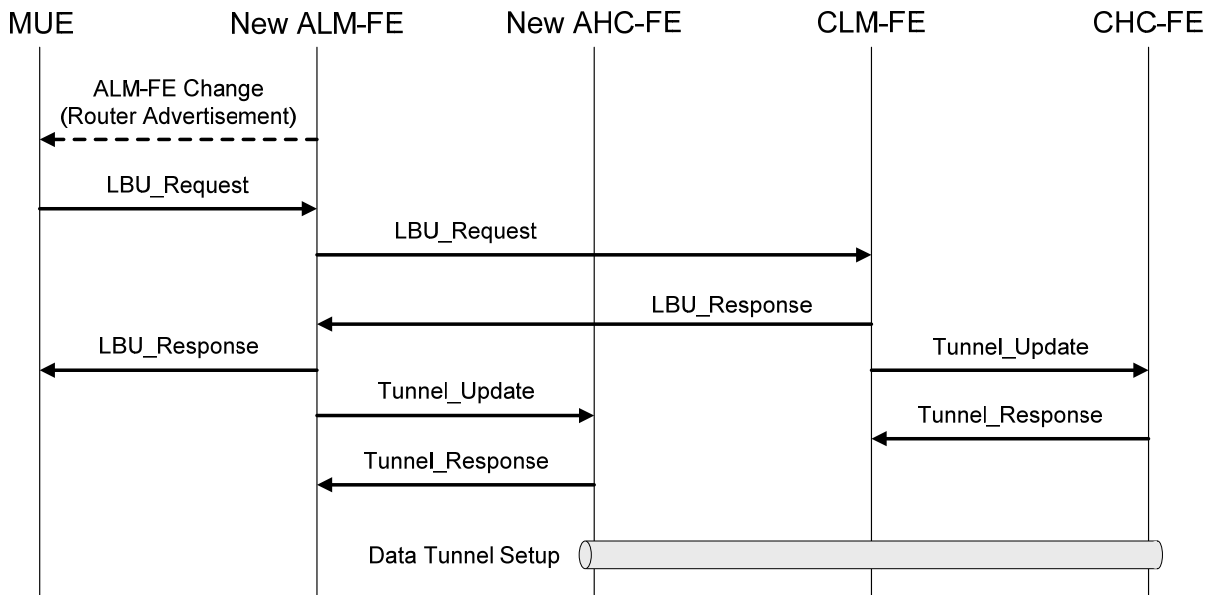 MUE
New ALM-FE
New AHC-FE
CLM-FE
CHC-FE
ALM-FE Change
(Router Advertisement)
LBU_Request
LBU_Request
LBU_Response
LBU_Response
Tunnel_Update
Tunnel_Update
Tunnel_Response
Tunnel_Response
Data Tunnel Setup